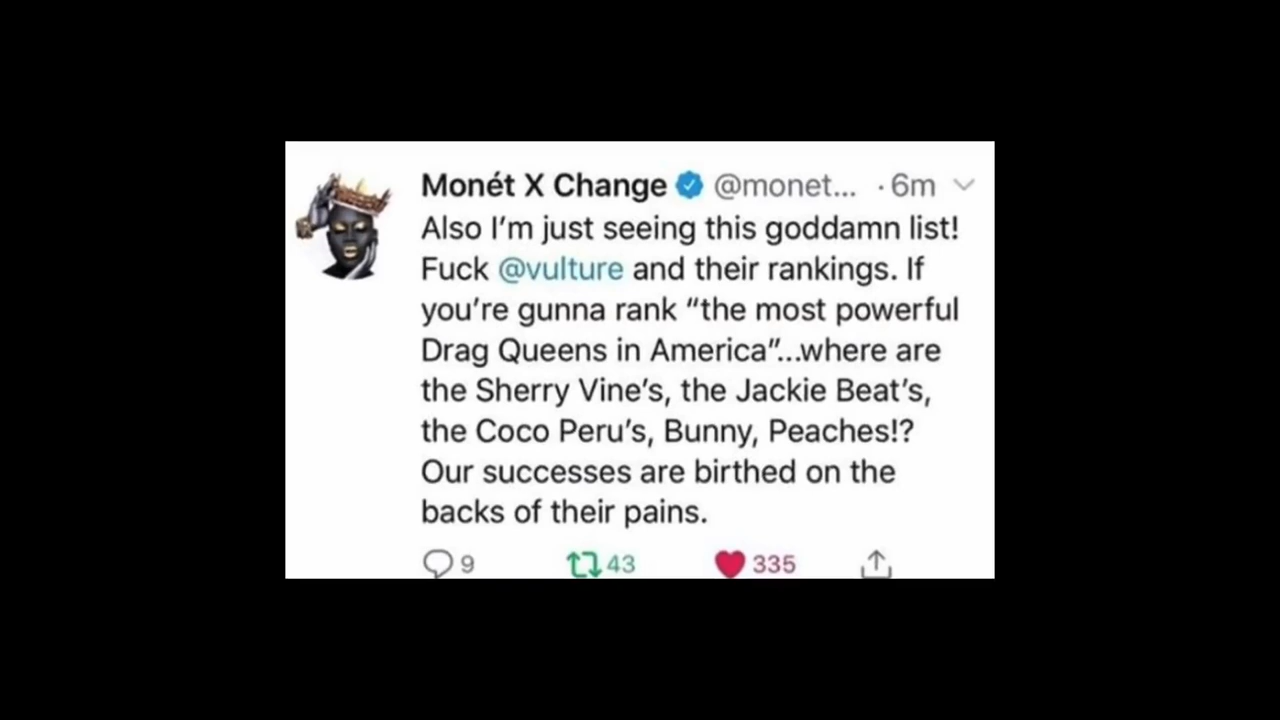 Monét X Change @monet... · 6m
Also I'm just seeing this goddamn list!
Fuck @vulture and their rankings. If
you're gunna rank "the most powerful
Drag Queens in America"...where are
the Sherry Vine's, the Jackie Beat's,
the Coco Peru's, Bunny, Peaches!?
Our successes are birthed on the
backs of their pains.
9 43 335